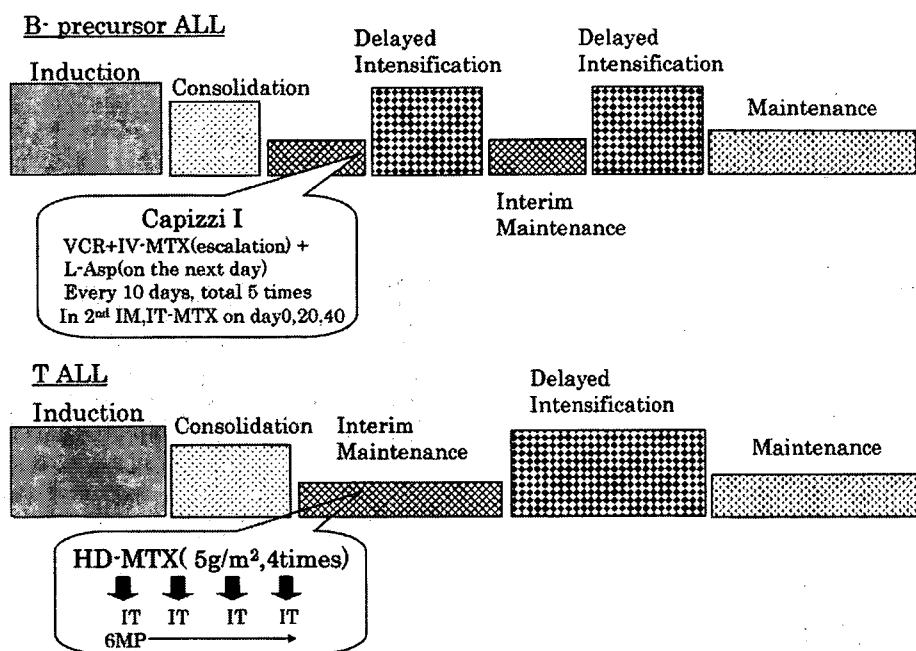 B- precursor ALL
Induction
Consolidation
Delayed
Intensification
Delayed
Intensification
Maintenance
Interim
Maintenance
Capizzi I
VCR+IV-MTX(escalation) +
L-Asp(on the next day)
Every 10 days, total 5 times
In 2nd IM,IT-MTX on day0,20,40
T ALL
Induction
Consolidation
Interim
Maintenance
Delayed
Intensification
Maintenance
HD-MTX( 5g/m²,4times)
IT IT IT IT
6MP